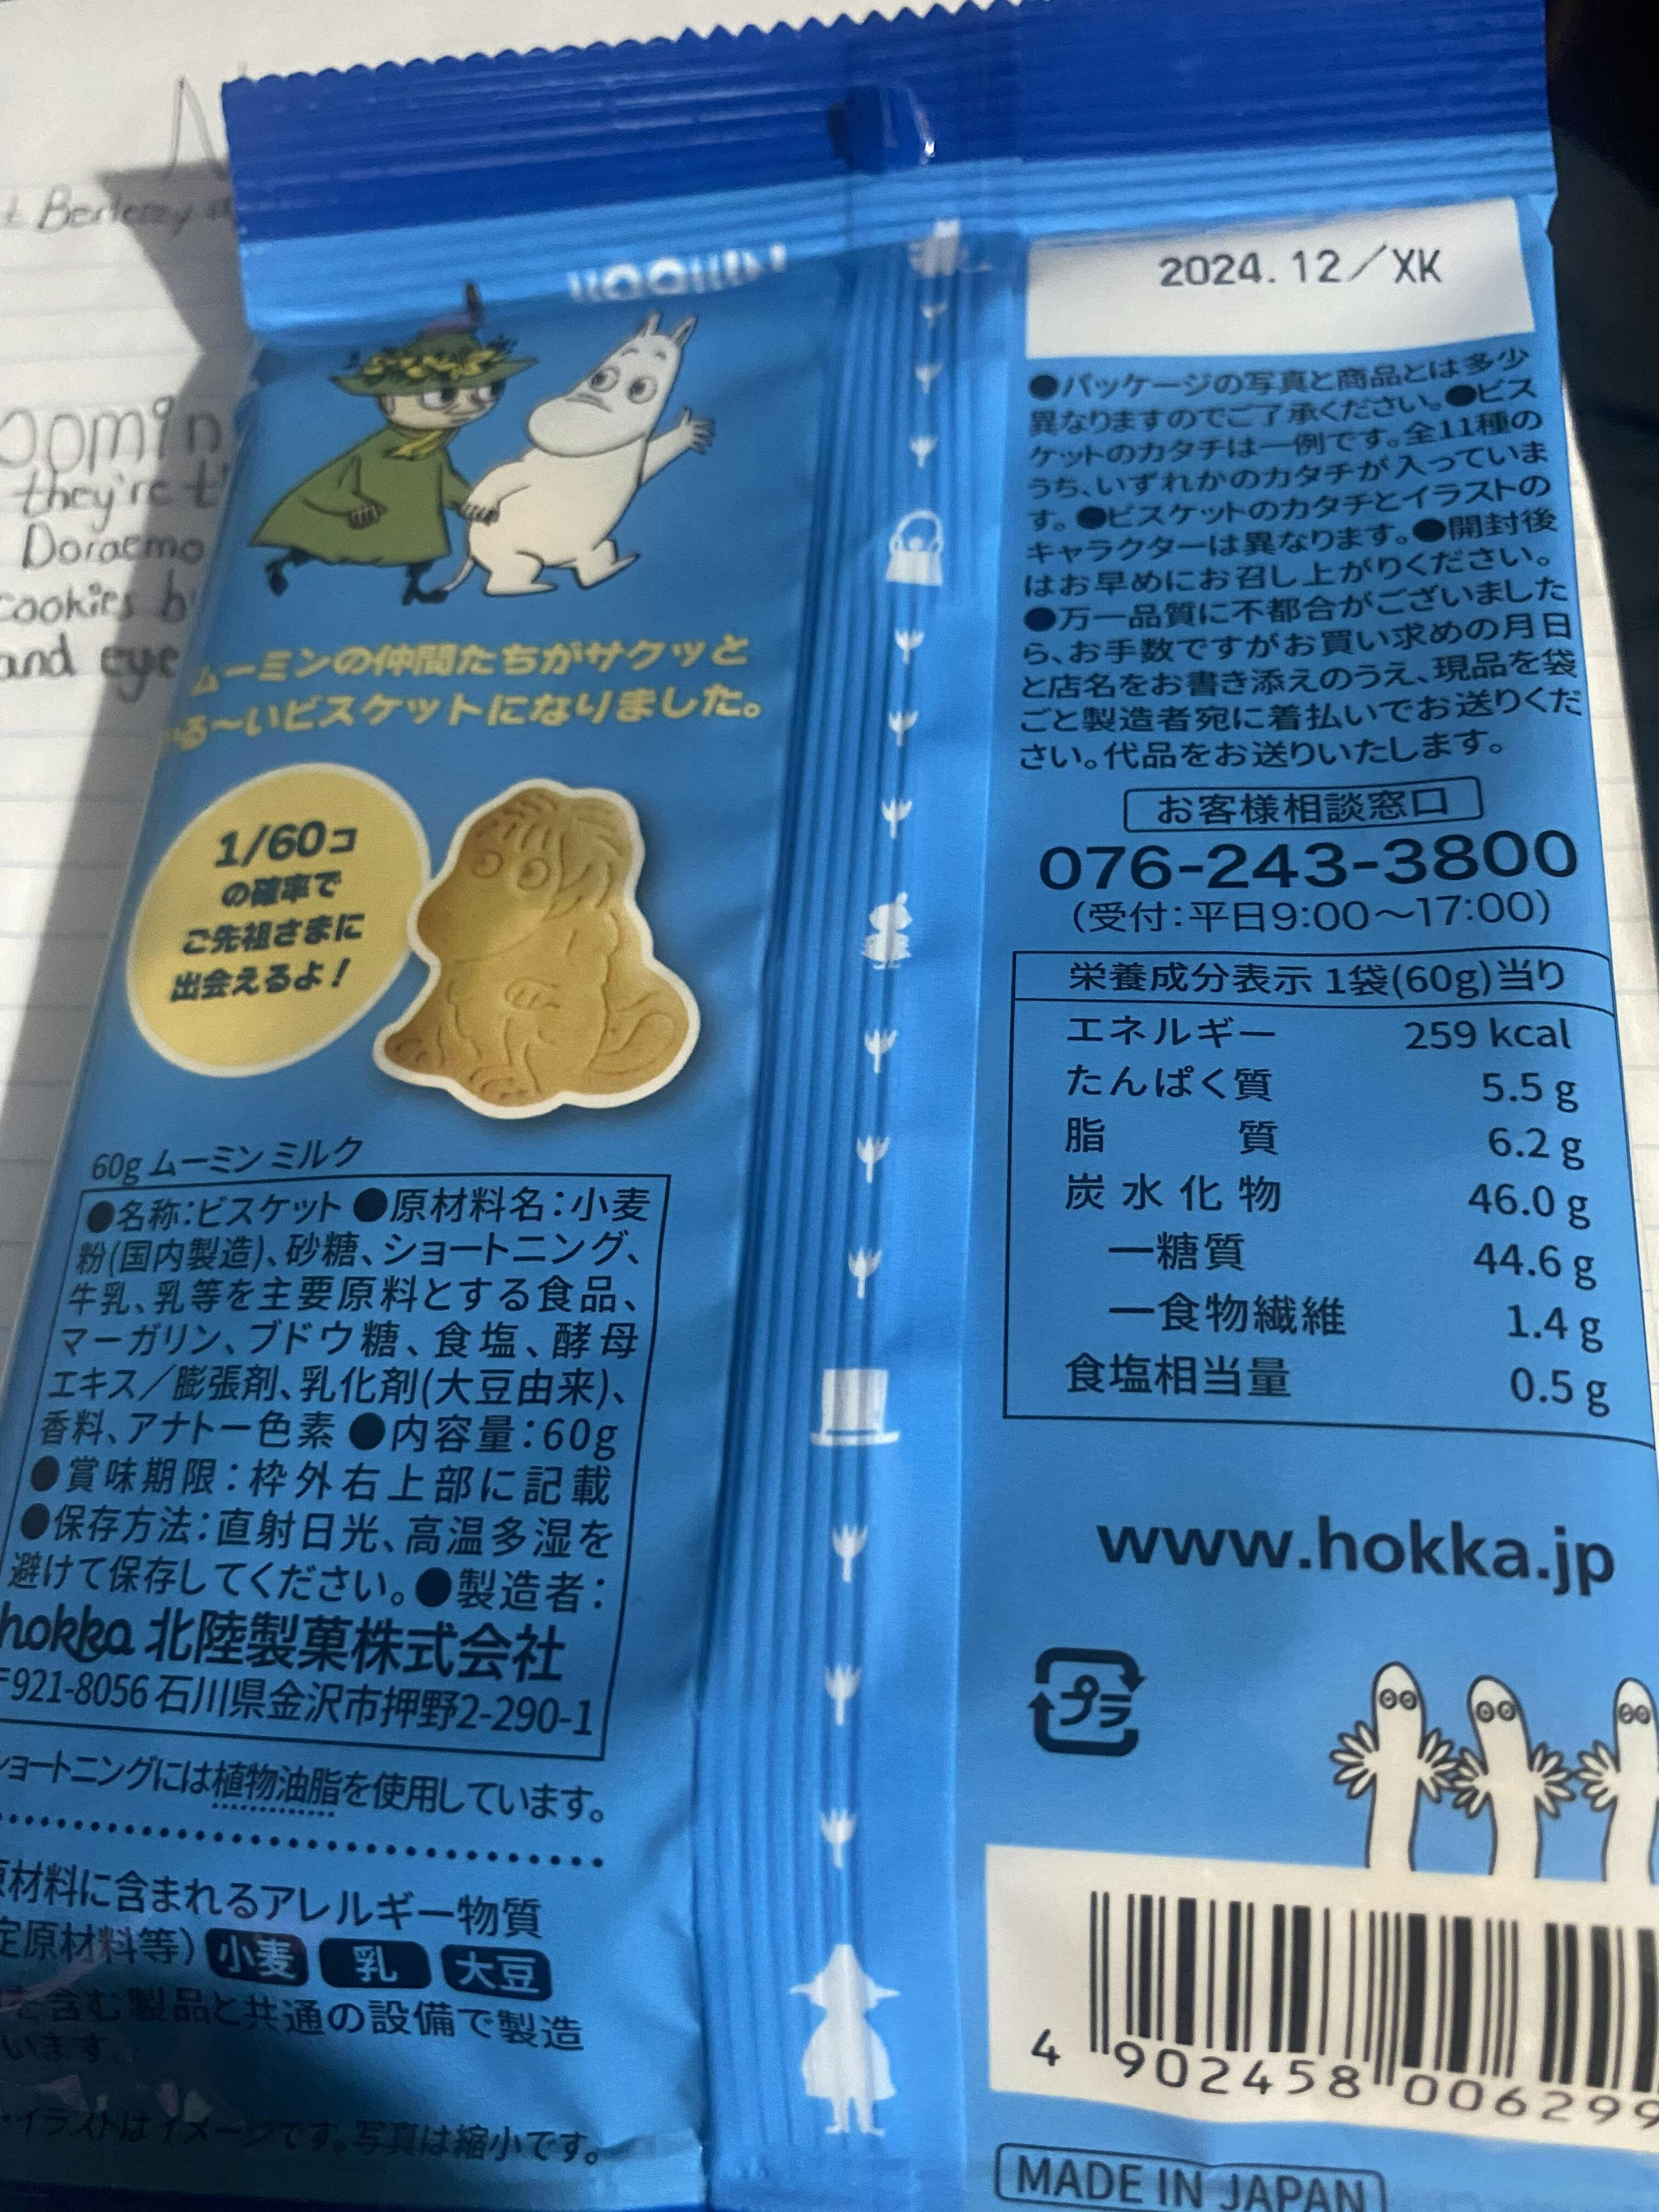 Berlerzy
oomin
they're t
Doraemo
cookies b
and eye
ムーミンの仲間たちがサクッと
かる〜いビスケットになりました。
1/60コ
の確率で
ご先祖さまに
出会えるよ！
60g ムーミン ミルク
●名称：ビスケット ●原材料名：小麦
粉(国内製造)、砂糖、ショートニング、
牛乳、乳等を主要原料とする食品、
マーガリン、ブドウ糖、食塩、酵母
エキス／膨張剤、乳化剤(大豆由来)、
香料、アナトー色素 ●内容量：60g
●賞味期限：枠外右上部に記載
●保存方法：直射日光、高温多湿を
避けて保存してください。●製造者：
hokka 北陸製菓株式会社
〒921-8056 石川県金沢市押野2-290-1
ショートニングには植物油脂を使用しています。
原材料に含まれるアレルギー物質
定原材料等) 小麦 乳 大豆
を含む製品と共通の設備で製造
います
・イラストはイメージです。写真は縮小です。
2024.12／XK
●パッケージの写真と商品とは多少
異なりますのでご了承ください。●ビス
ケットのカタチは一例です。全11種の
うち、いずれかのカタチが入っていま
す。●ビスケットのカタチとイラストの
キャラクターは異なります。●開封後
はお早めにお召し上がりください。
●万一品質に不都合がございました
ら、お手数ですがお買い求めの月日
と店名をお書き添えのうえ、現品を袋
ごと製造者宛に着払いでお送りくだ
さい。代品をお送りいたします。
お客様相談窓口
076-243-3800
（受付：平日9:00〜17:00）
栄養成分表示 1袋(60g)当り
エネルギー 259 kcal
たんぱく質 5.5 g
脂質 6.2 g
炭水化物 46.0 g
ー糖質 44.6 g
ー食物繊維 1.4 g
食塩相当量 0.5 g
www.hokka.jp
プラ
4 902458 006299
MADE IN JAPAN